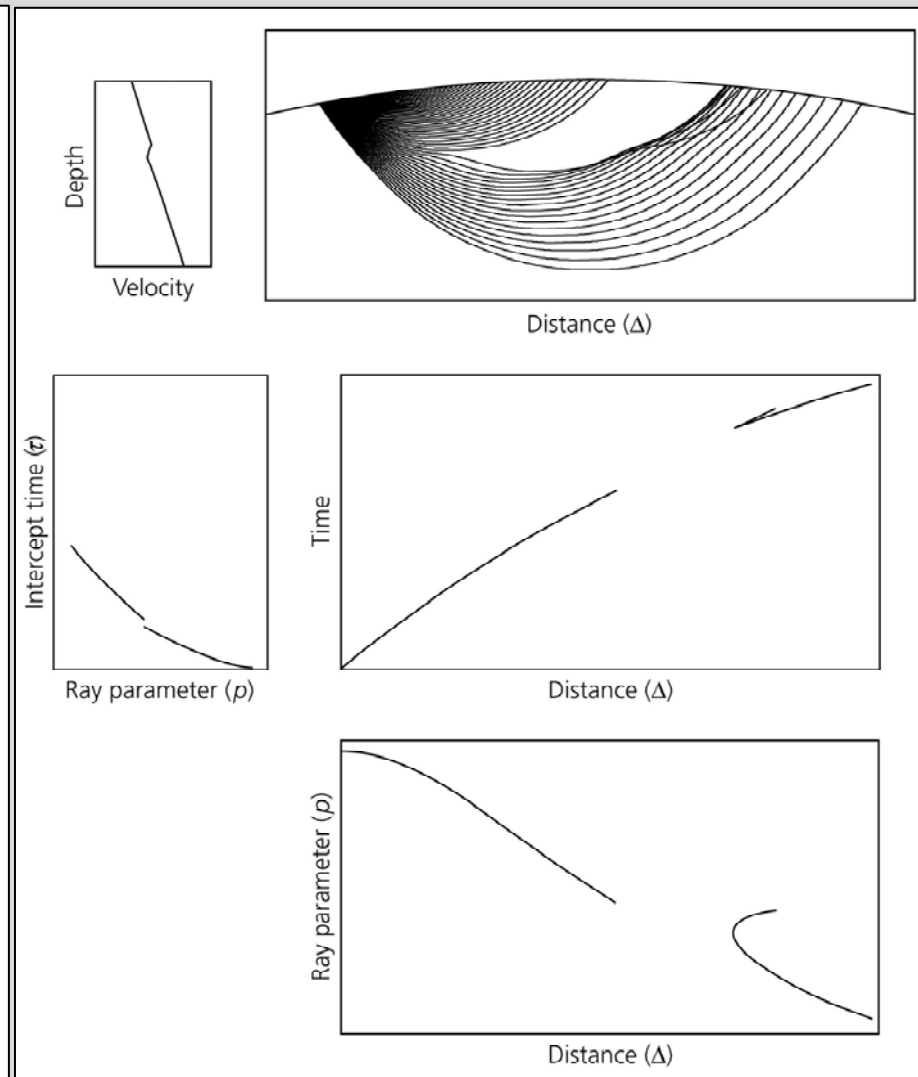 Depth
Velocity
Distance (Δ)
Intercept time (τ)
Ray parameter (p)
Time
Distance (Δ)
Ray parameter (p)
Distance (Δ)